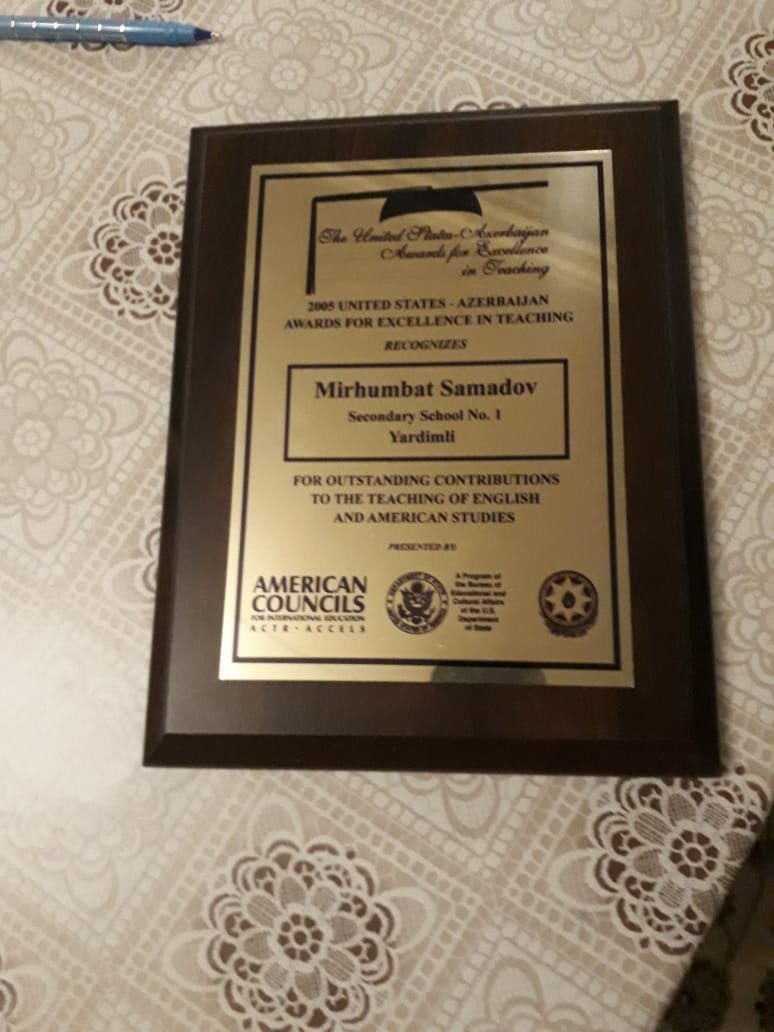 The United States-Azerbaijan
Awards for Excellence
in Teaching
2005 UNITED STATES - AZERBAIJAN
AWARDS FOR EXCELLENCE IN TEACHING
RECOGNIZES
Mirhumbat Samadov
Secondary School No. 1
Yardimli
FOR OUTSTANDING CONTRIBUTIONS
TO THE TEACHING OF ENGLISH
AND AMERICAN STUDIES
PRESENTED BY:
AMERICAN
COUNCILS
FOR INTERNATIONAL EDUCATION
ACTR · ACCELS
A Program of
the Bureau of
Educational and
Cultural Affairs
of the U.S.
Department
of State